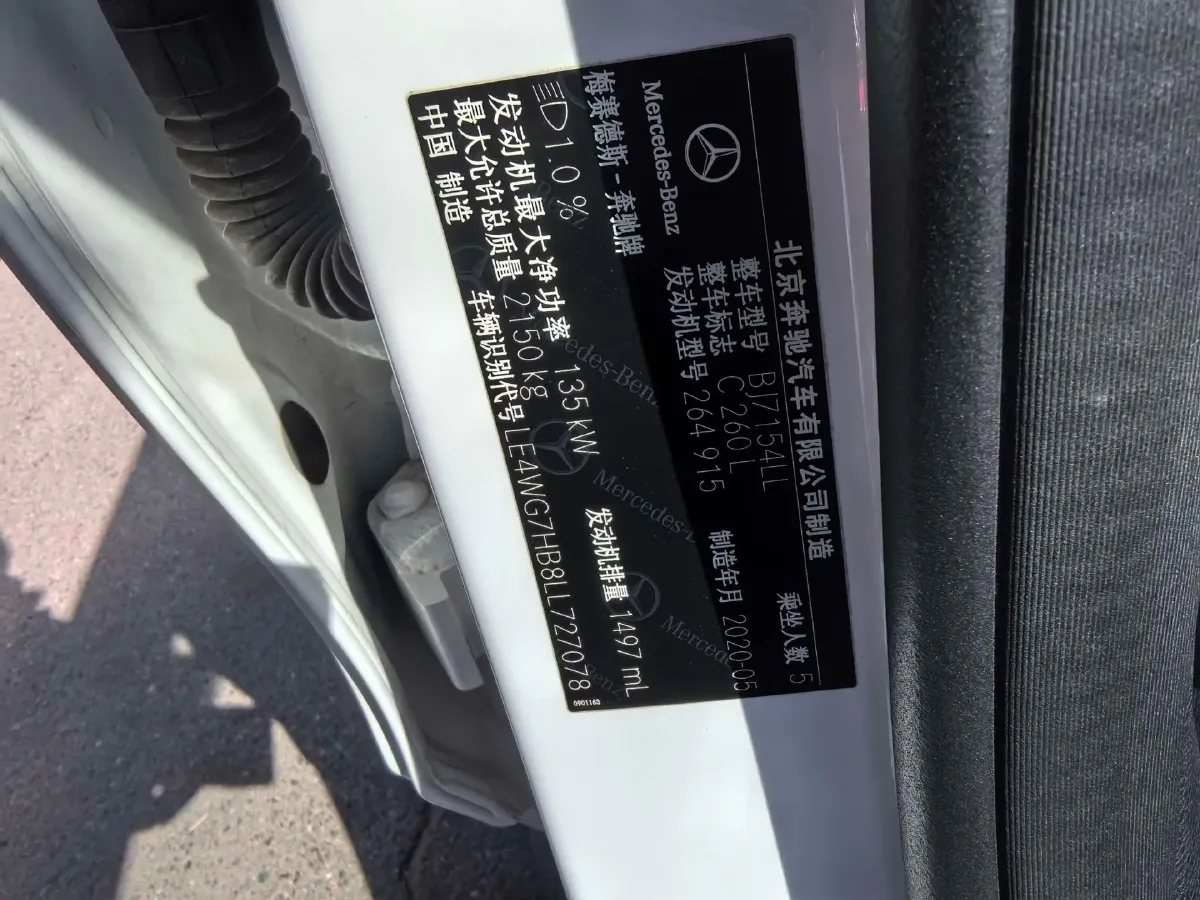 北京奔驰汽车有限公司制造
整车型号 BJ7154LL 乘坐人数 5
整车标志 C 260 L
发动机型号 264 915 制造年月 2020-05
Mercedes-Benz
梅赛德斯-奔驰牌
1.0 % 发动机排量 1497 mL
发动机最大净功率 135 kW
最大允许总质量 2150 kg
车辆识别代号 LE4WG7HB8LL727078
中国 制造
0901163